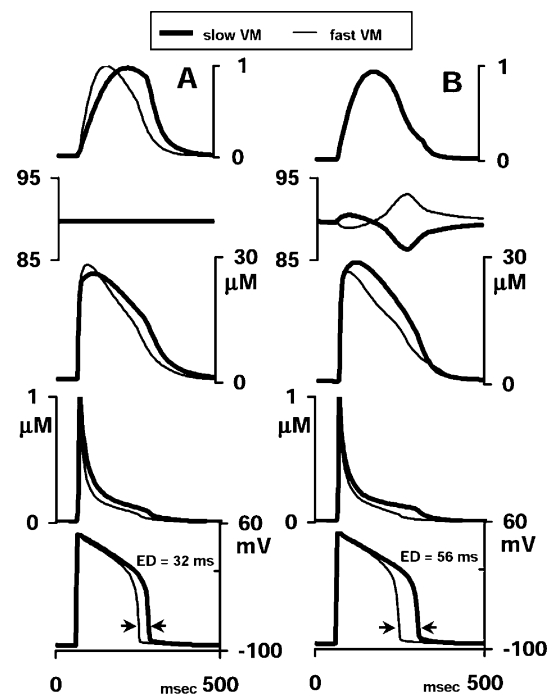 slow VM fast VM
A 1 B 1
0 0
95 95
85 30 85 30
μM μM
0 0
1 1
μM μM
0 60 0 60
mV mV
ED = 32 ms ED = 56 ms
-100 -100
0 msec 500 0 msec 500